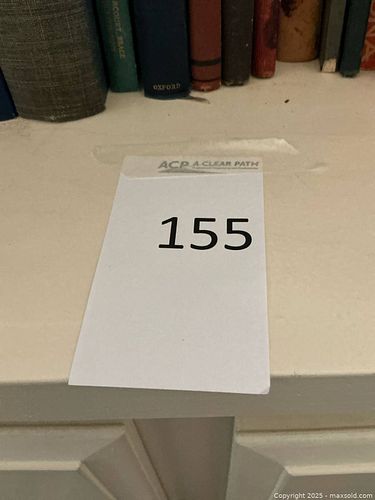 OXFORD
ACP A CLEAR PATH
155
Copyright 2025 - maxsold.com